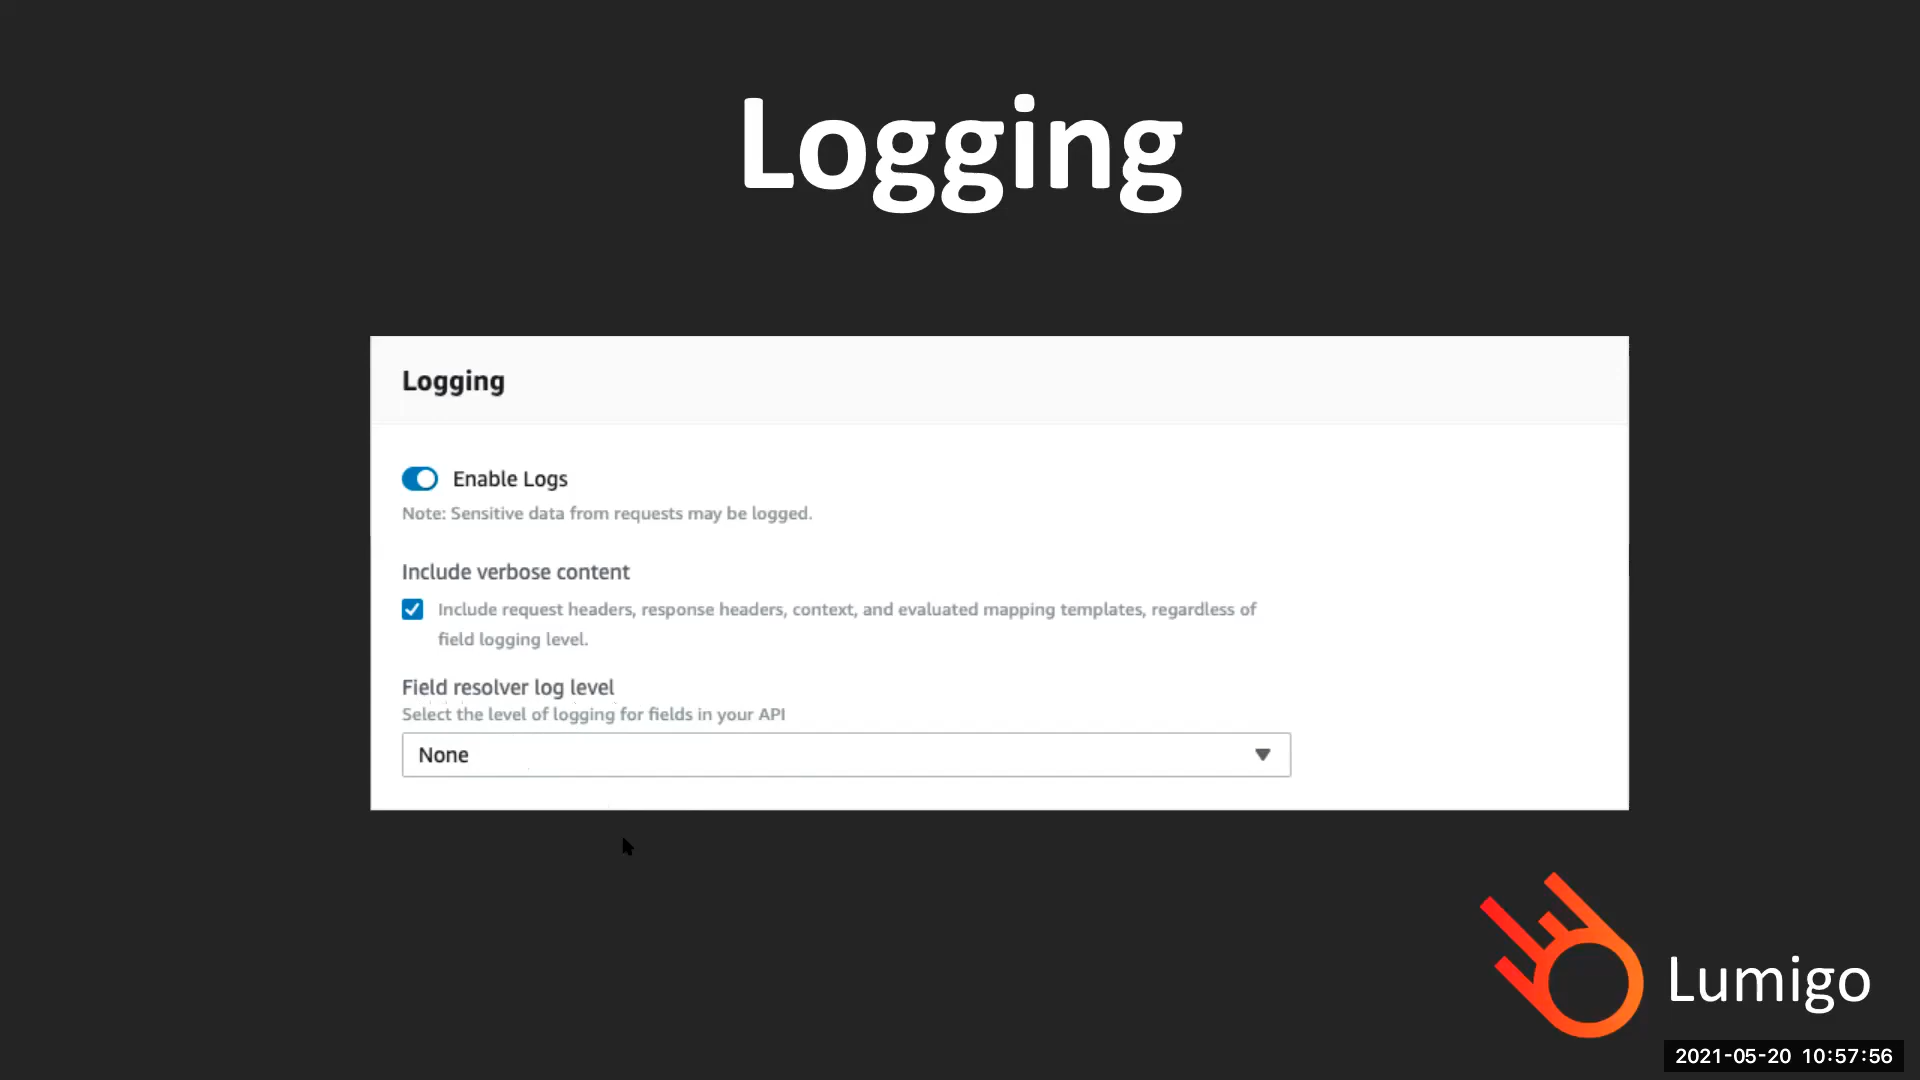 Logging
Logging
Enable Logs
Note: Sensitive data from requests may be logged.
Include verbose content
Include request headers, response headers, context, and evaluated mapping templates, regardless of
field logging level.
Field resolver log level
Select the level of logging for fields in your API
None
Lumigo
2021-05-20 10:57:56